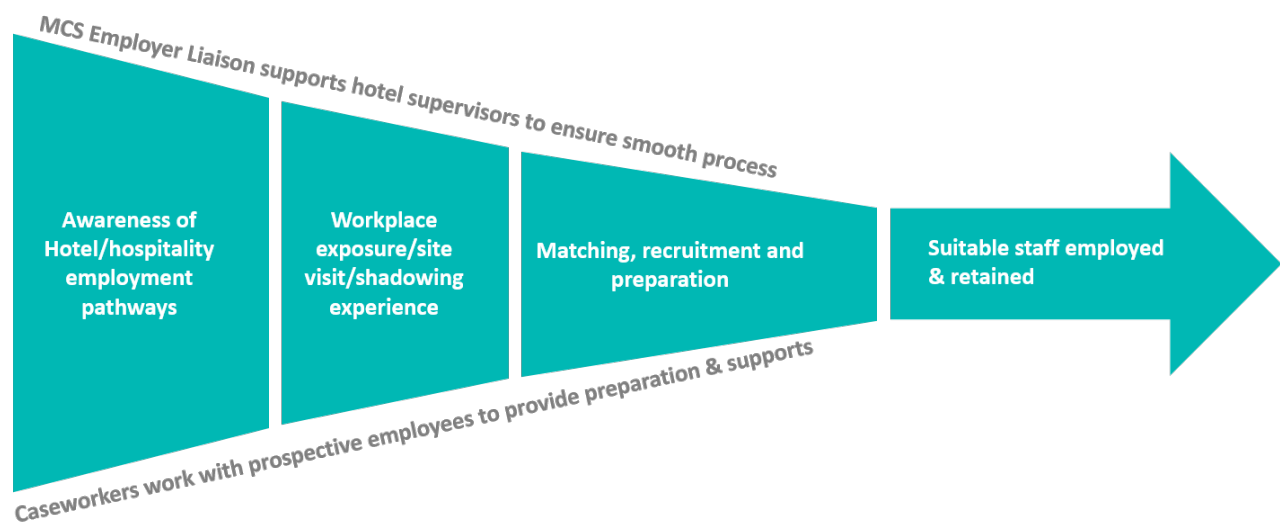 MCS Employer Liaison supports hotel supervisors to ensure smooth process
Awareness of
Hotel/hospitality
employment
pathways
Workplace
exposure/site
visit/shadowing
experience
Matching, recruitment and
preparation
Suitable staff employed
& retained
Caseworkers work with prospective employees to provide preparation & supports